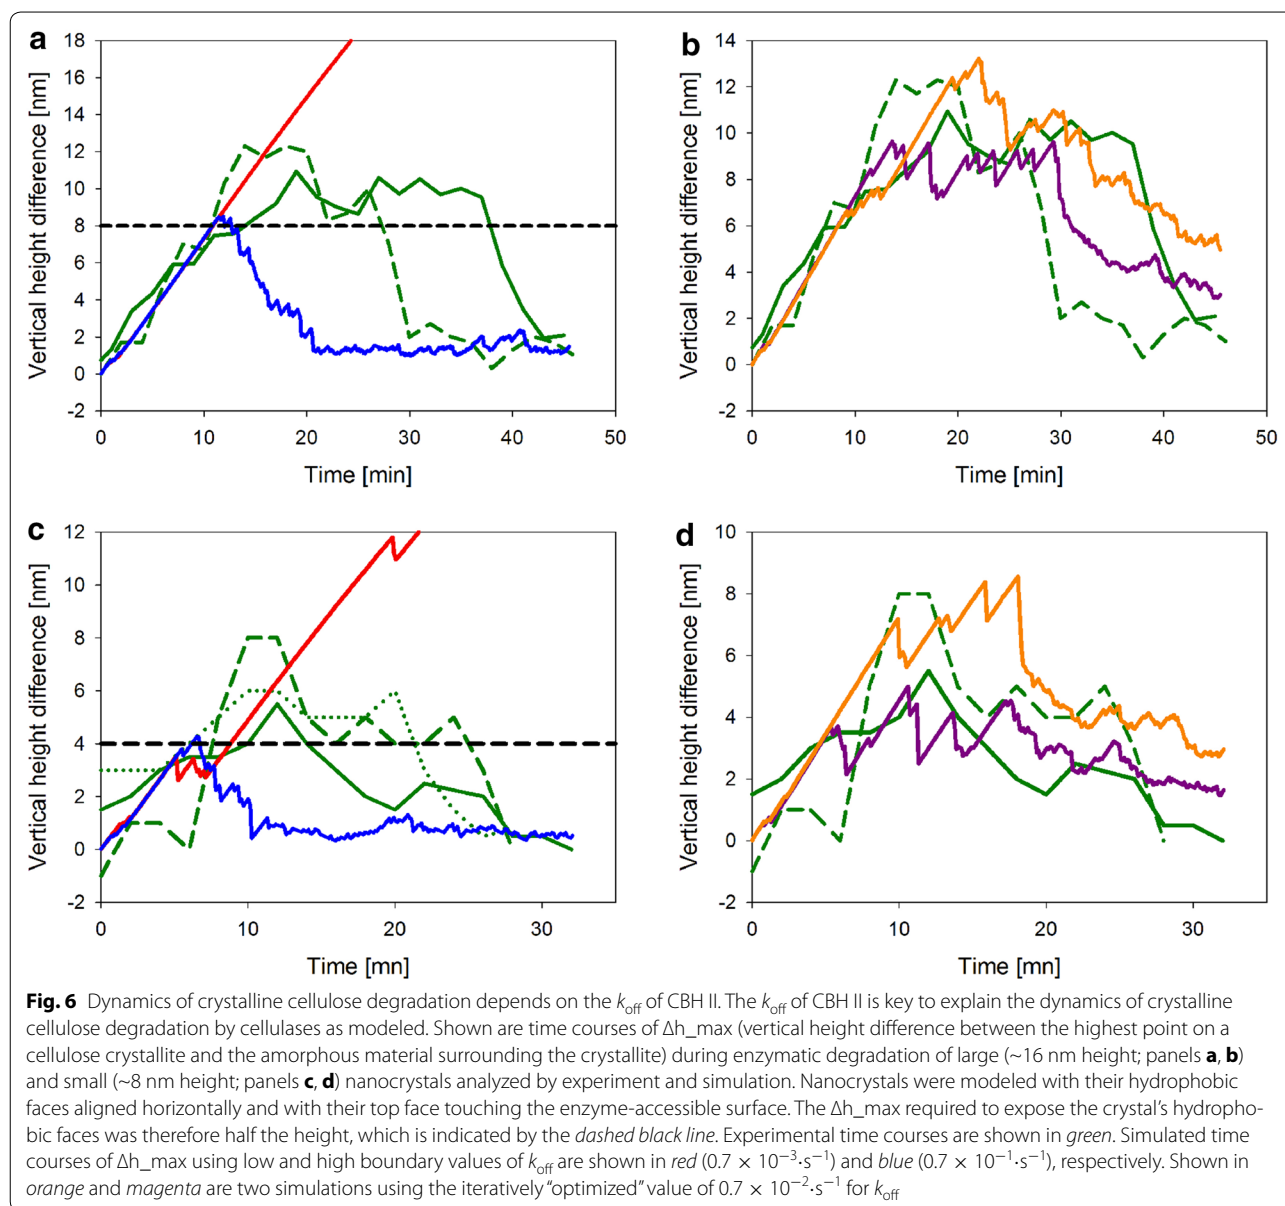 a
18
16
14
12
10
8
6
4
2
0
-2
Vertical height difference [nm]
0 10 20 30 40 50
Time [min]
b
14
12
10
8
6
4
2
0
-2
Vertical height difference [nm]
0 10 20 30 40 50
Time [min]
c
12
10
8
6
4
2
0
-2
Vertical height difference [nm]
0 10 20 30
Time [mn]
d
10
8
6
4
2
0
-2
Vertical height difference [nm]
0 10 20 30
Time [mn]
Fig. 6 Dynamics of crystalline cellulose degradation depends on the k_off of CBH II. The k_off of CBH II is key to explain the dynamics of crystalline
cellulose degradation by cellulases as modeled. Shown are time courses of Δh_max (vertical height difference between the highest point on a
cellulose crystallite and the amorphous material surrounding the crystallite) during enzymatic degradation of large (~16 nm height; panels a, b)
and small (~8 nm height; panels c, d) nanocrystals analyzed by experiment and simulation. Nanocrystals were modeled with their hydrophobic
faces aligned horizontally and with their top face touching the enzyme-accessible surface. The Δh_max required to expose the crystal's hydropho-
bic faces was therefore half the height, which is indicated by the dashed black line. Experimental time courses are shown in green. Simulated time
courses of Δh_max using low and high boundary values of k_off are shown in red (0.7 × 10⁻³·s⁻¹) and blue (0.7 × 10⁻¹·s⁻¹), respectively. Shown in
orange and magenta are two simulations using the iteratively "optimized" value of 0.7 × 10⁻²·s⁻¹ for k_off